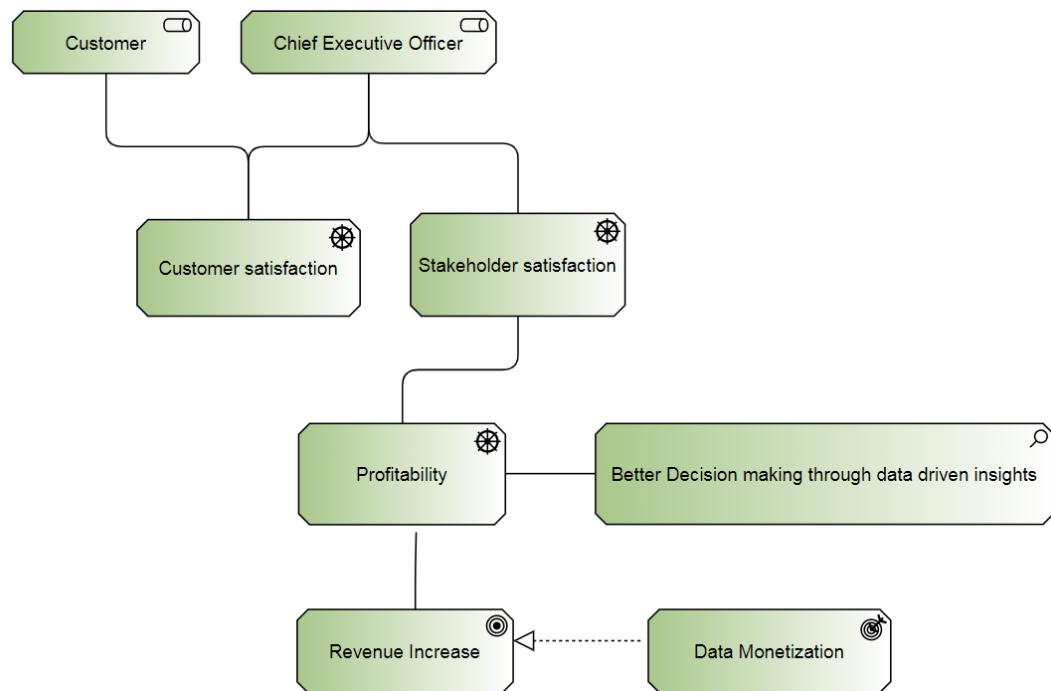 Customer
Chief Executive Officer
Customer satisfaction
Stakeholder satisfaction
Profitability
Better Decision making through data driven insights
Revenue Increase
Data Monetization